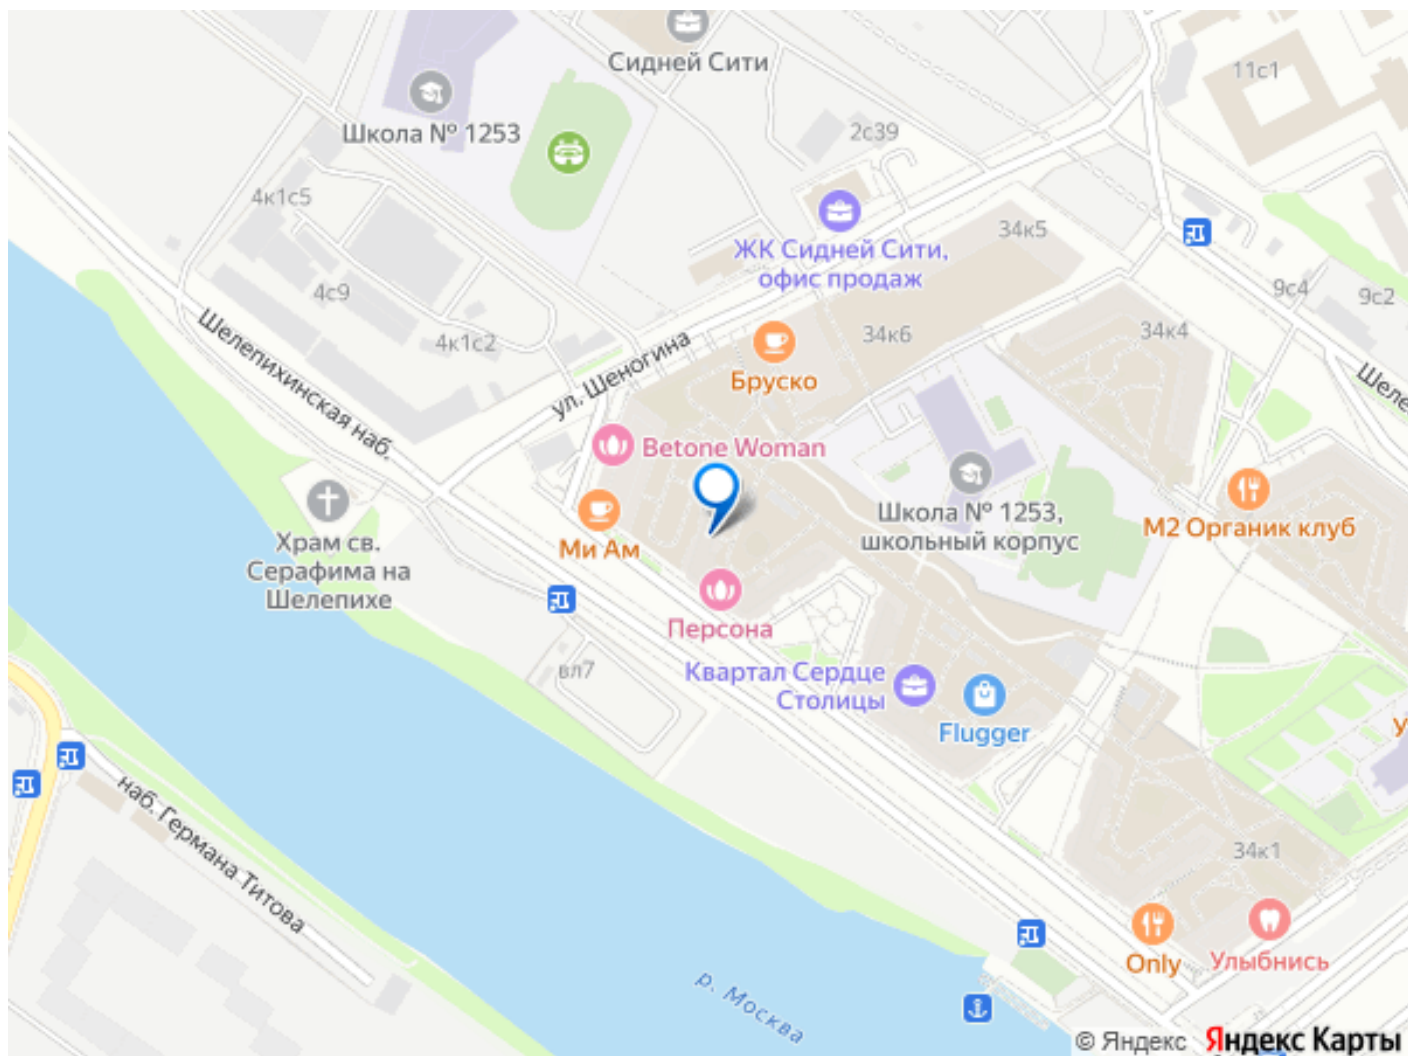 Сидней Сити
11с1
Школа № 1253
2с39
4к1с5
34к5
ЖК Сидней Сити,
офис продаж
4с9
9с4
9с2
Шелепихинская наб.
4к1с2
34к6
34к4
ул. Шеногина
Бруско
Шеле
Betone Woman
Школа № 1253,
школьный корпус
М2 Органик клуб
Ми Ам
Храм св.
Серафима на
Шелепихе
Персона
вл7
Квартал Сердце
Столицы
Flugger
У
наб. Германа Титова
34к1
Only
Улыбнись
р. Москва
© Яндекс Яндекс Карты